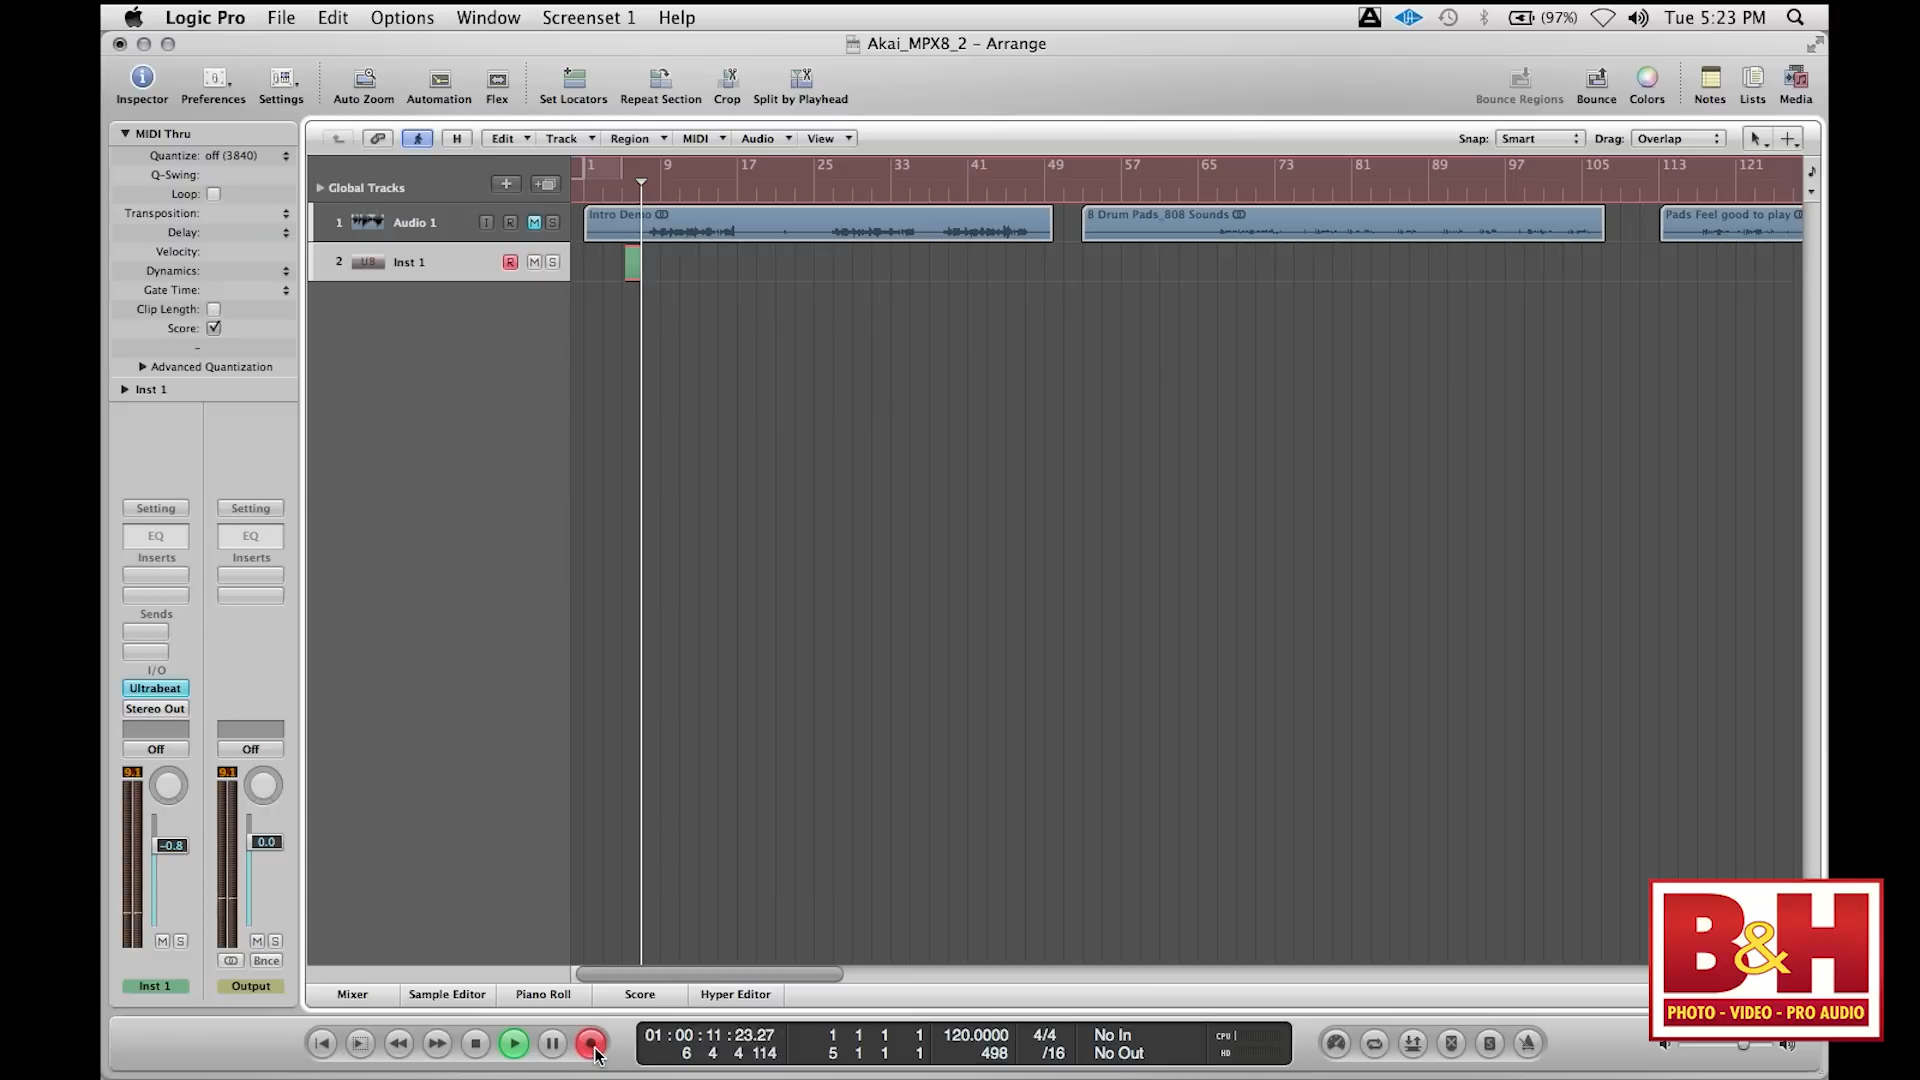 Logic Pro File Edit Options Window Screenset 1 Help
(97%) Tue 5:23 PM
Akai_MPX8_2 – Arrange
Inspector Preferences Settings Auto Zoom Automation Flex Set Locators Repeat Section Crop Split by Playhead Bounce Regions Bounce Colors Notes Lists Media
MIDI Thru
Quantize: off (3840)
Q-Swing:
Loop:
Transposition:
Delay:
Velocity:
Dynamics:
Gate Time:
Clip Length:
Score:
–
Advanced Quantization
Inst 1
Setting Setting
EQ EQ
Inserts Inserts
Sends
I/O
Ultrabeat
Stereo Out
Off Off
9.1 9.1
-0.8 0.0
M S M S
Bnce
Inst 1 Output
H Edit Track Region MIDI Audio View Snap: Smart Drag: Overlap
1 9 17 25 33 41 49 57 65 73 81 89 97 105 113 121
Global Tracks
1 Audio 1 I R M S
Intro Demo 8 Drum Pads_808 Sounds Pads Feel good to play
2 UB Inst 1 R M S
Mixer Sample Editor Piano Roll Score Hyper Editor
01 : 00 : 11 : 23.27 1 1 1 1 120.0000 4/4 No In CPU
6 4 4 114 5 1 1 1 498 /16 No Out HD
S
B&H
PHOTO - VIDEO - PRO AUDIO